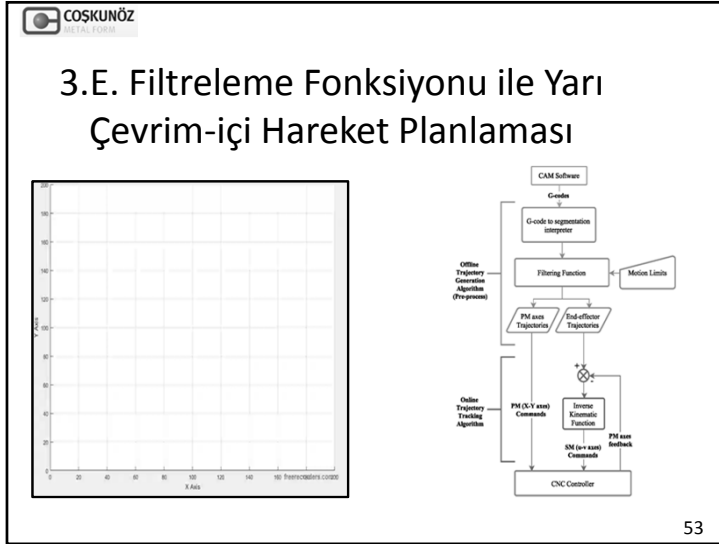 COŞKUNÖZ
METAL FORM
3.E. Filtreleme Fonksiyonu ile Yarı
Çevrim-içi Hareket Planlaması
200
180
160
140
120
100
80
60
40
20
0
Y Axis
0 20 40 60 80 100 120 140 160 200
X Axis
CAM Software
G-codes
G-code to segmentation
interpreter
Offline
Trajectory
Generation
Algorithm
(Pre-process)
Filtering Function
Motion Limits
PM axes
Trajectories
End-effector
Trajectories
+
-
Online
Trajectory
Tracking
Algorithm
PM (X-Y axes)
Commands
Inverse
Kinematic
Function
SM (u-v axes)
Commands
PM axes
feedback
CNC Controller
53